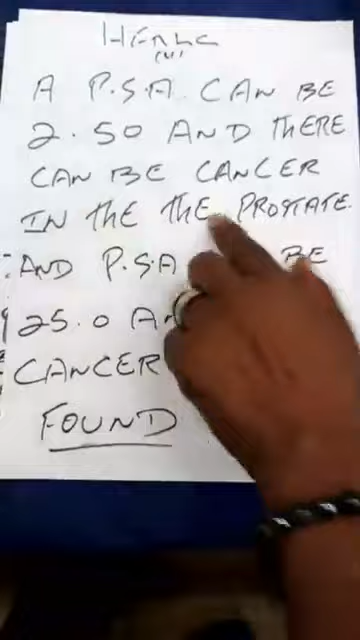 (11)
A P.S.A. CAN BE
2.50 AND THERE
CAN BE CANCER
IN THE THE PROSTATE.
AND P.S.A BE
25.0
CANCER
FOUND